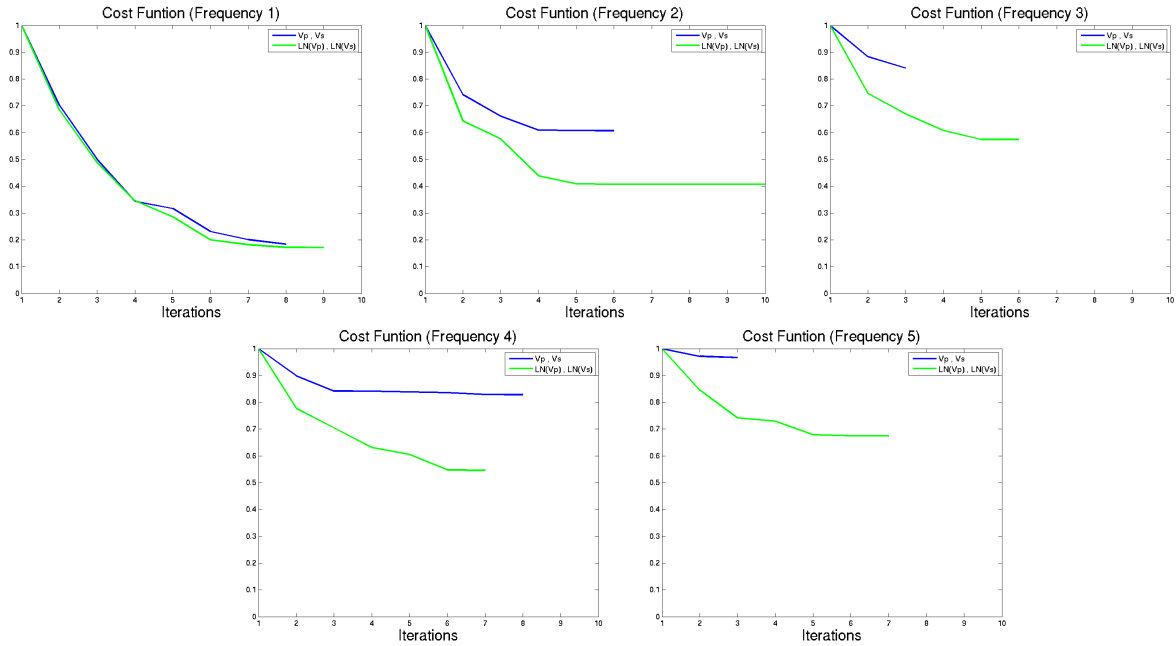 Cost Funtion (Frequency 1)
Vp , Vs
LN(Vp) , LN(Vs)
1
0.9
0.8
0.7
0.6
0.5
0.4
0.3
0.2
0.1
0
1 2 3 4 5 6 7 8 9 10
Iterations
Cost Funtion (Frequency 2)
Vp , Vs
LN(Vp) , LN(Vs)
1
0.9
0.8
0.7
0.6
0.5
0.4
0.3
0.2
0.1
0
1 2 3 4 5 6 7 8 9 10
Iterations
Cost Funtion (Frequency 3)
Vp , Vs
LN(Vp) , LN(Vs)
1
0.9
0.8
0.7
0.6
0.5
0.4
0.3
0.2
0.1
0
1 2 3 4 5 6 7 8 9 10
Iterations
Cost Funtion (Frequency 4)
Vp , Vs
LN(Vp) , LN(Vs)
1
0.9
0.8
0.7
0.6
0.5
0.4
0.3
0.2
0.1
0
1 2 3 4 5 6 7 8 9 10
Iterations
Cost Funtion (Frequency 5)
Vp , Vs
LN(Vp) , LN(Vs)
1
0.9
0.8
0.7
0.6
0.5
0.4
0.3
0.2
0.1
0
1 2 3 4 5 6 7 8 9 10
Iterations